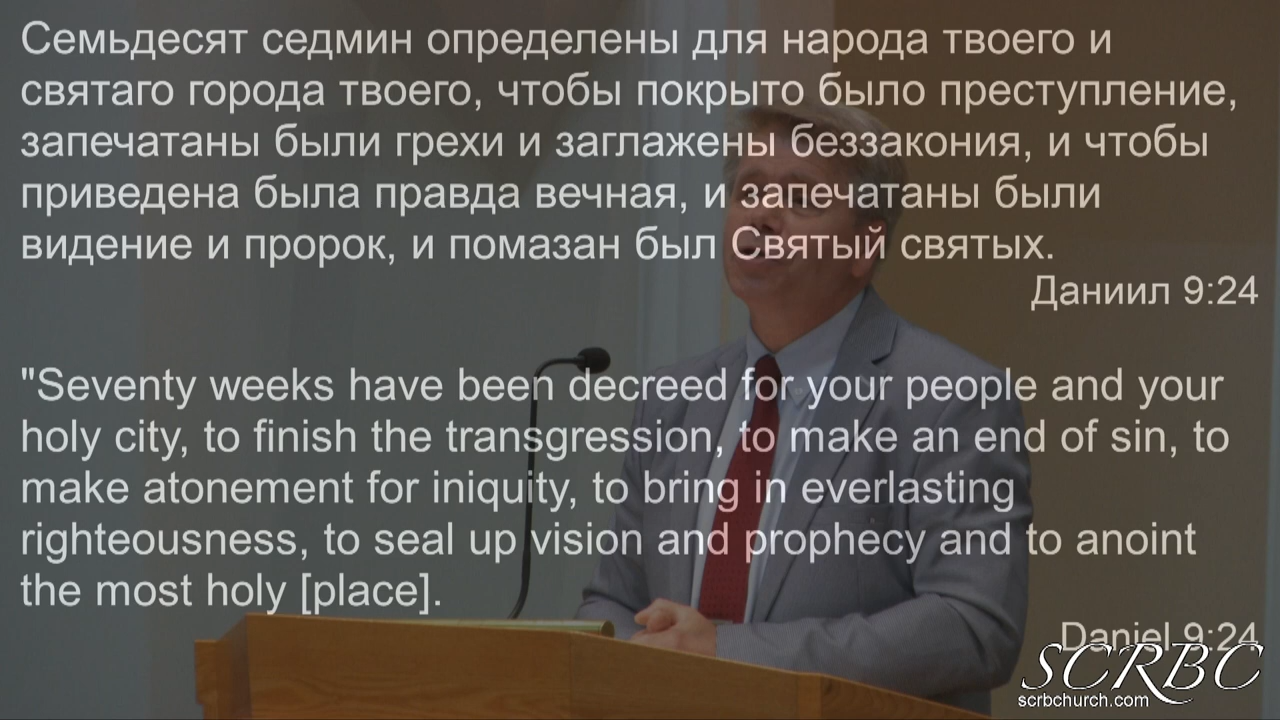 Семьдесят седмин определены для народа твоего и
святаго города твоего, чтобы покрыто было преступление,
запечатаны были грехи и заглажены беззакония, и чтобы
приведена была правда вечная, и запечатаны были
видение и пророк, и помазан был Святый святых.
Даниил 9:24
"Seventy weeks have been decreed for your people and your
holy city, to finish the transgression, to make an end of sin, to
make atonement for iniquity, to bring in everlasting
righteousness, to seal up vision and prophecy and to anoint
the most holy [place].
Daniel 9:24
SCRBC
scrbchurch.com